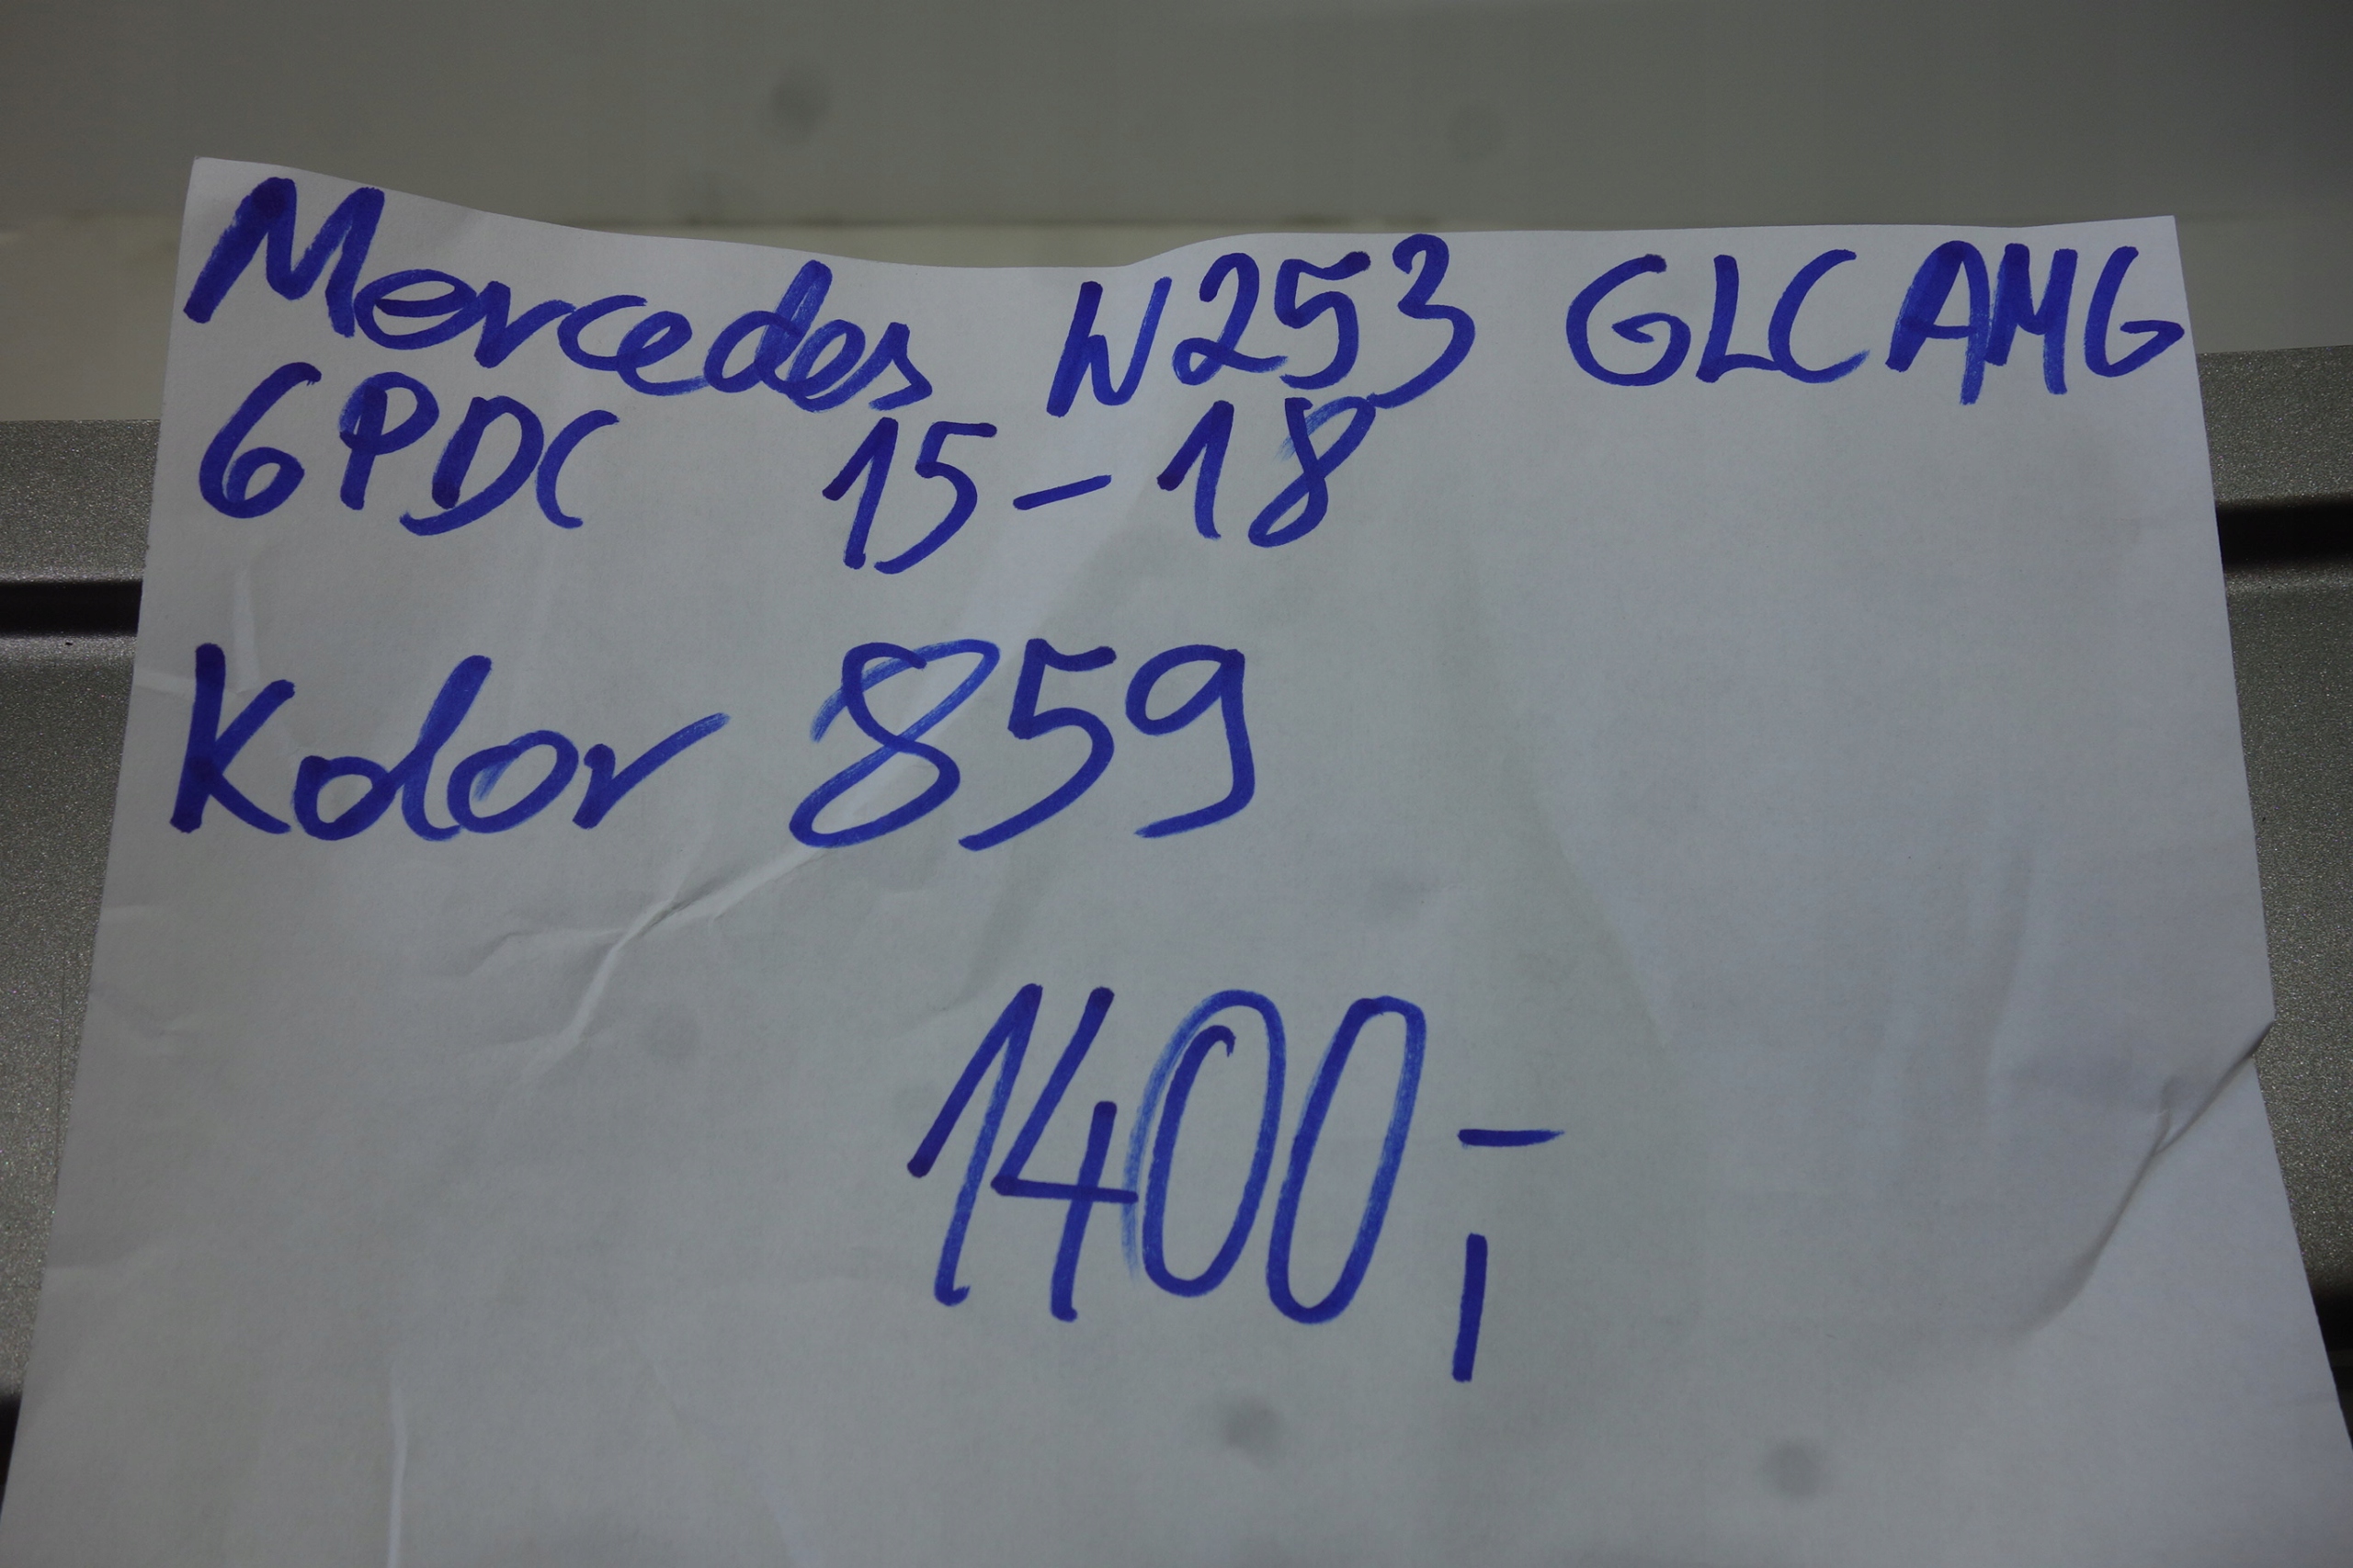 Mercedes W253 GLC AMG
6PDC 15-18
Kolor 859
1400,-